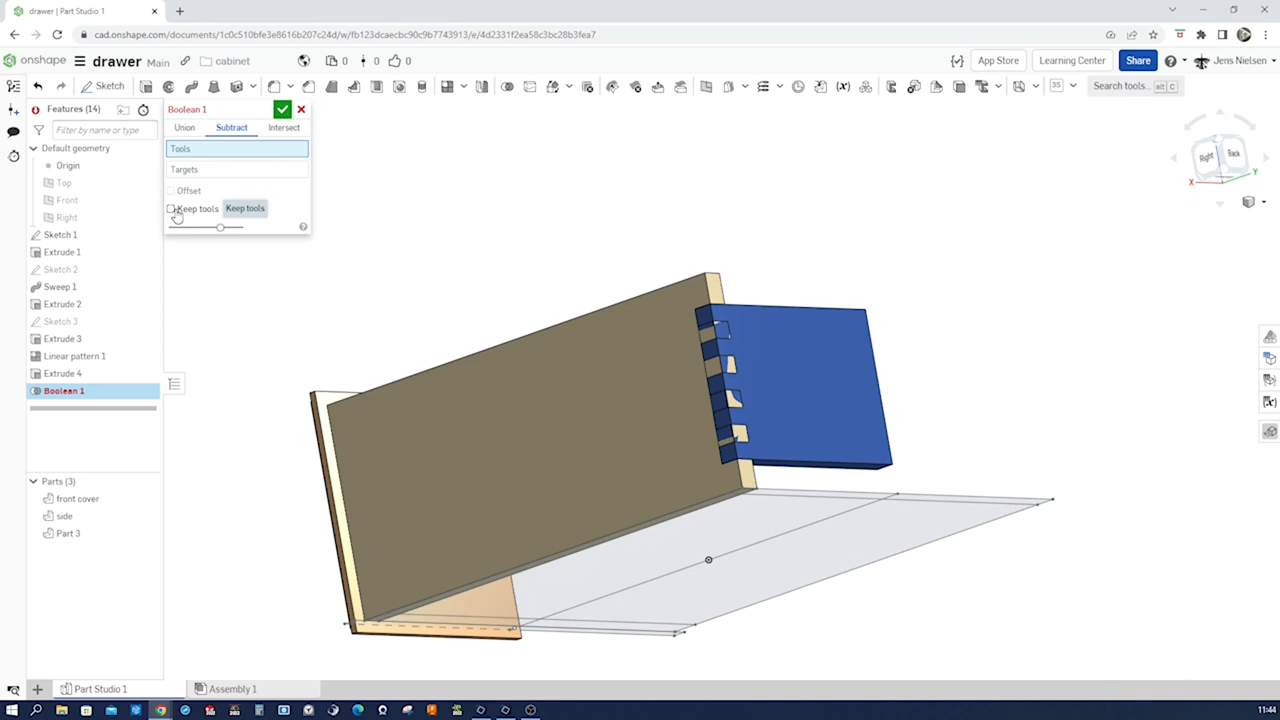 drawer | Part Studio 1
cad.onshape.com/documents/1c0c510bfe3e8616b207c24d/w/fb123dcaecbc90c9b7743913/e/4d2331f2ea58c3bc28b3fea7
onshape
drawer
Main
cabinet
0
0
0
App Store
Learning Center
Share
Jens Nielsen
Sketch
35
Search tools...
alt C
Features (14)
Filter by name or type
Default geometry
Origin
Top
Front
Right
Sketch 1
Extrude 1
Sketch 2
Sweep 1
Extrude 2
Sketch 3
Extrude 3
Linear pattern 1
Extrude 4
Boolean 1
Parts (3)
front cover
side
Part 3
Boolean 1
Union
Subtract
Intersect
Tools
Targets
Offset
Keep tools
Keep tools
Right
Back
X
Y
Part Studio 1
Assembly 1
11:44